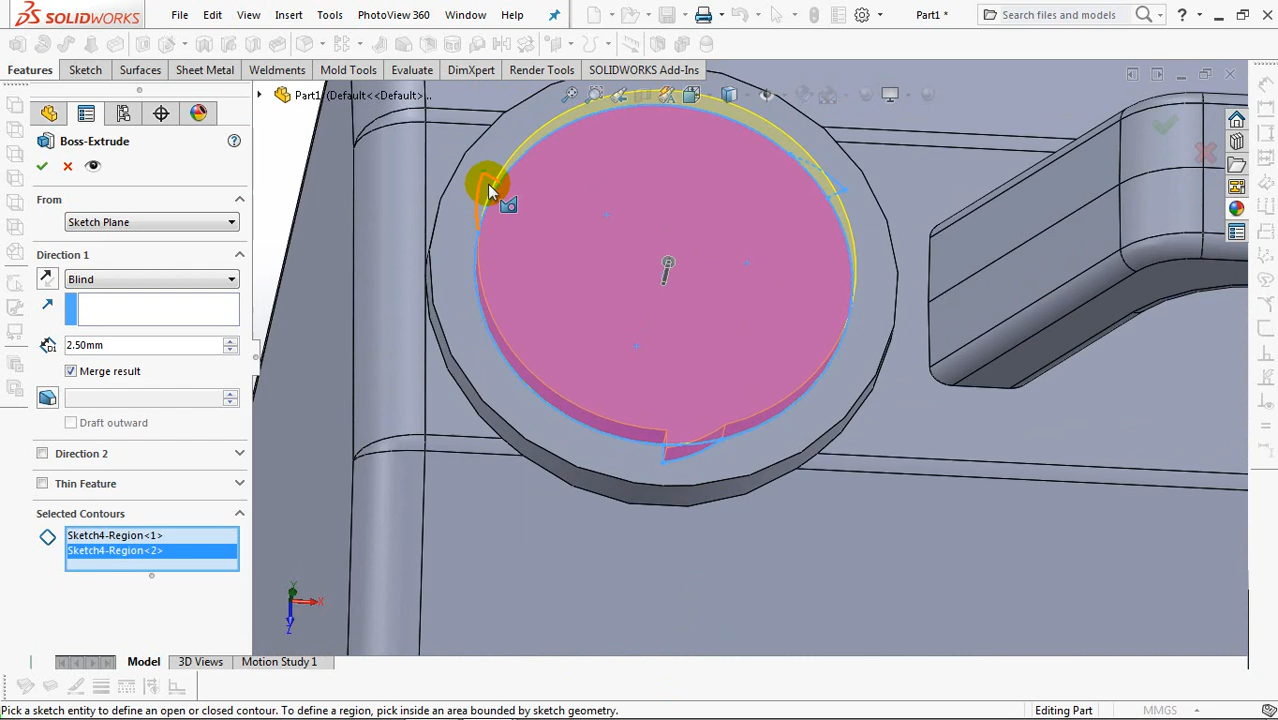 SOLIDWORKS File Edit View Insert Tools PhotoView 360 Window Help Part1 * Search files and models ?
Features Sketch Surfaces Sheet Metal Weldments Mold Tools Evaluate DimXpert Render Tools SOLIDWORKS Add-Ins
Part1 (Default<<Default>..
Boss-Extrude ?
From
Sketch Plane
Direction 1
Blind
D1 2.50mm
Merge result
Draft outward
Direction 2
Thin Feature
Selected Contours
Sketch4-Region<1>
Sketch4-Region<2>
Y
X
Z
Model 3D Views Motion Study 1
Pick a sketch entity to define an open or closed contour. To define a region, pick inside an area bounded by sketch geometry. Editing Part MMGS